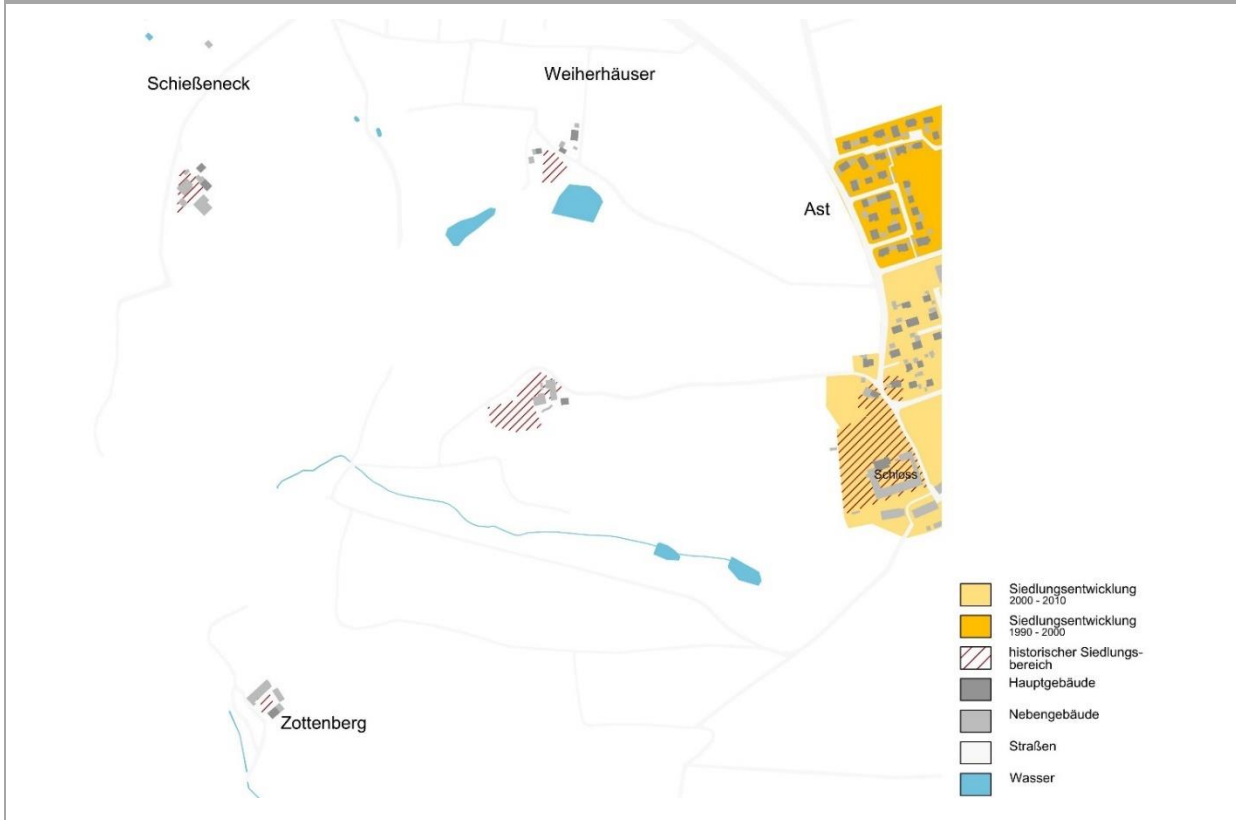 Schießeneck
Weiherhäuser
Ast
Schloss
Zottenberg
Siedlungsentwicklung
2000 - 2010
Siedlungsentwicklung
1990 - 2000
historischer Siedlungs-
bereich
Hauptgebäude
Nebengebäude
Straßen
Wasser